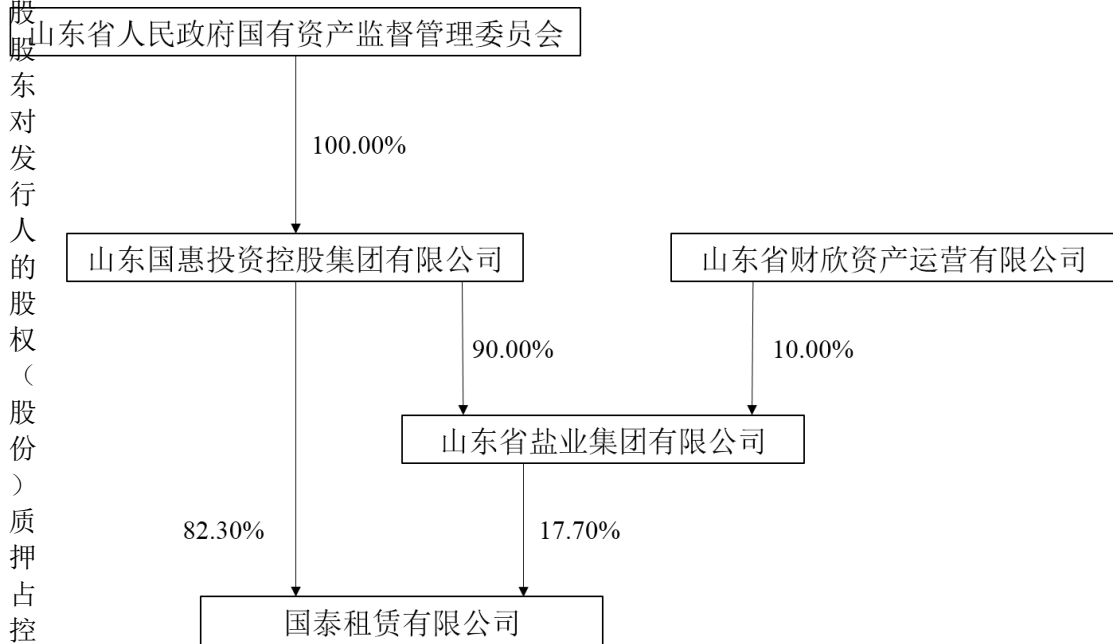 股股东对发行人的股权（股份）质押占控
山东省人民政府国有资产监督管理委员会
100.00%
山东国惠投资控股集团有限公司
山东省财欣资产运营有限公司
90.00%
10.00%
山东省盐业集团有限公司
82.30%
17.70%
国泰租赁有限公司